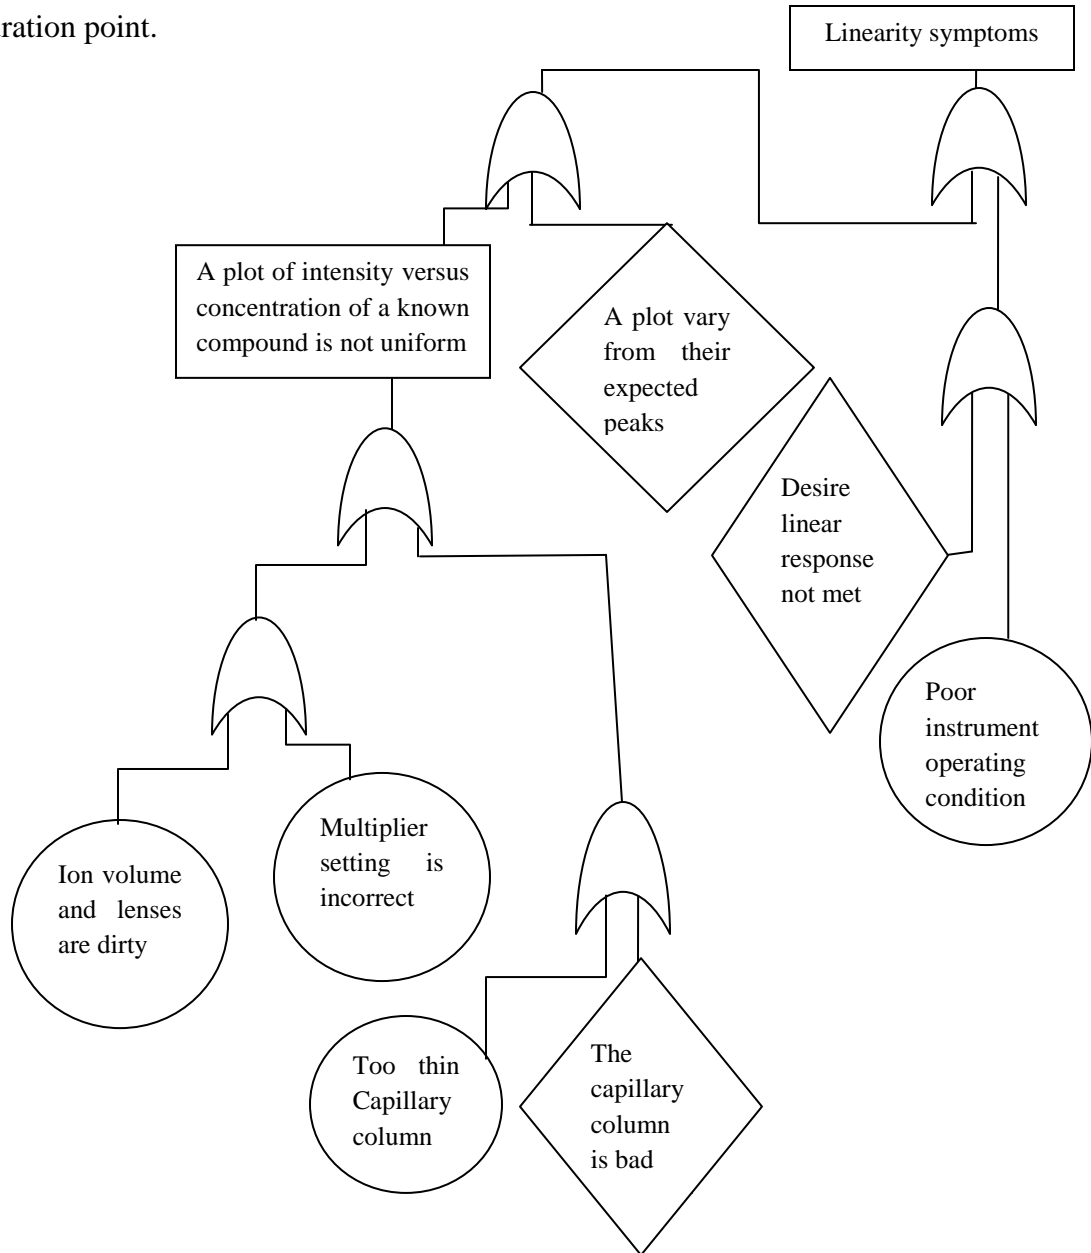 uration point.
Linearity symptoms
A plot of intensity versus
concentration of a known
compound is not uniform
A plot vary
from their
expected
peaks
Desire
linear
response
not met
Poor
instrument
operating
condition
Multiplier
setting is
incorrect
Ion volume
and lenses
are dirty
Too thin
Capillary
column
The
capillary
column
is bad